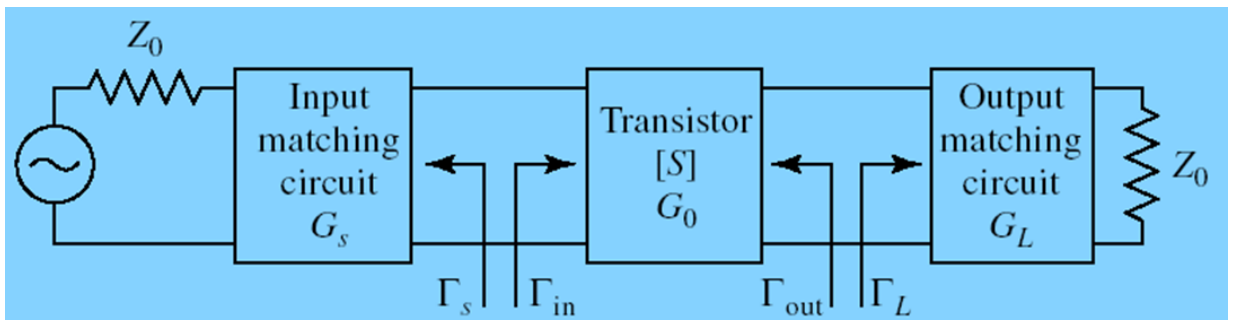 Z0
Input
matching
circuit
Gs
Transistor
[S]
G0
Output
matching
circuit
GL
Z0
Γs
Γin
Γout
ΓL